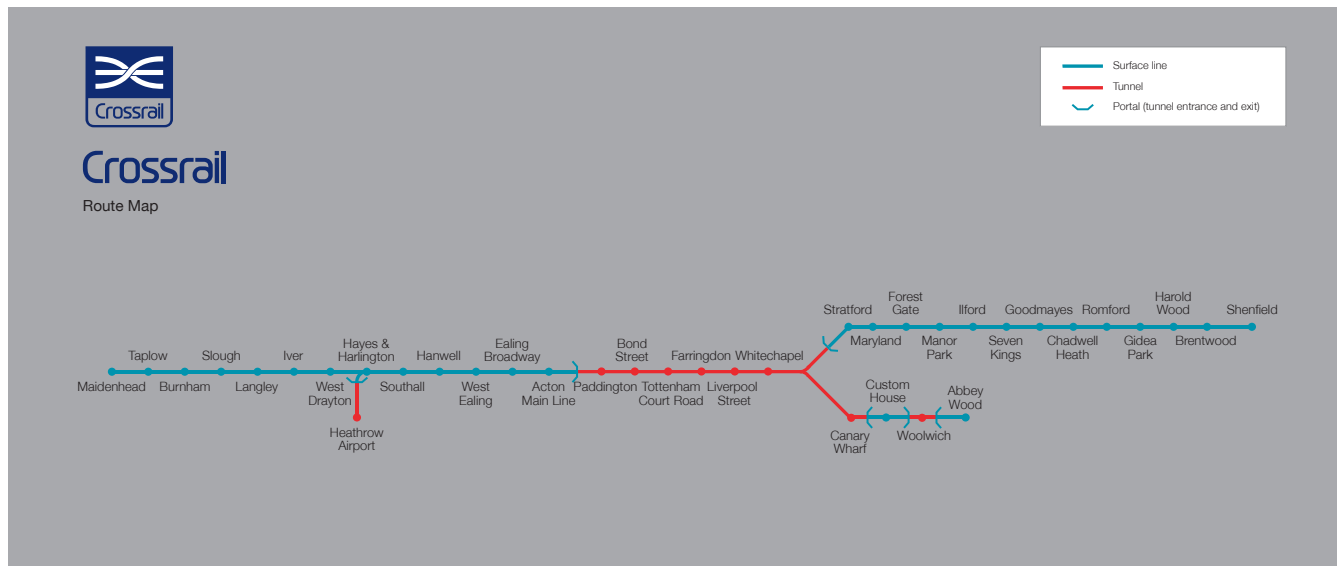 Crossrail
Crossrail
Route Map
Surface line
Tunnel
Portal (tunnel entrance and exit)
Maidenhead
Taplow
Burnham
Slough
Langley
Iver
West
Drayton
Hayes &
Harlington
Heathrow
Airport
Southall
Hanwell
West
Ealing
Ealing
Broadway
Acton
Main Line
Paddington
Bond
Street
Tottenham
Court Road
Farringdon
Liverpool
Street
Whitechapel
Stratford
Maryland
Forest
Gate
Manor
Park
Ilford
Seven
Kings
Goodmayes
Chadwell
Heath
Romford
Gidea
Park
Harold
Wood
Brentwood
Shenfield
Canary
Wharf
Custom
House
Woolwich
Abbey
Wood